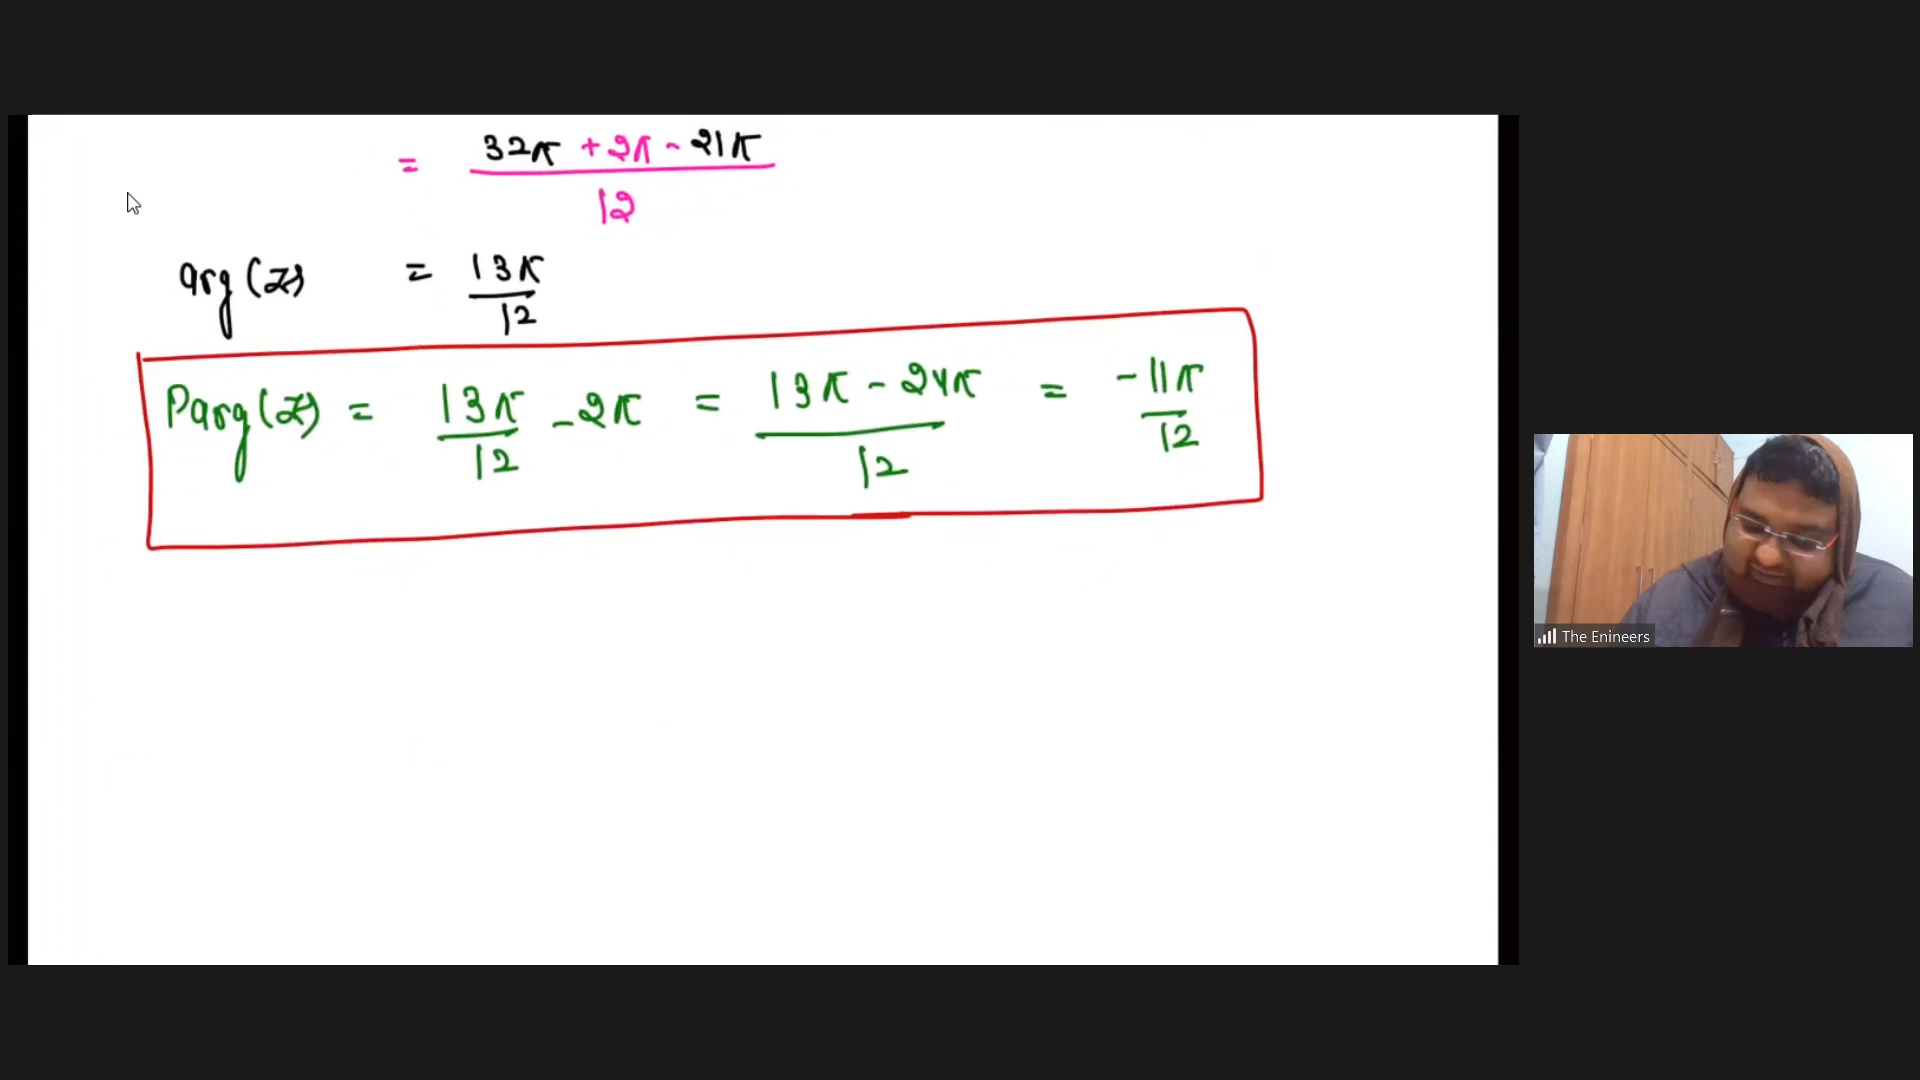 = 32π + 2π - 21π / 12
arg(z) = 13π / 12
Parg(z) = 13π / 12 - 2π = 13π - 24π / 12 = -11π / 12
The Enineers